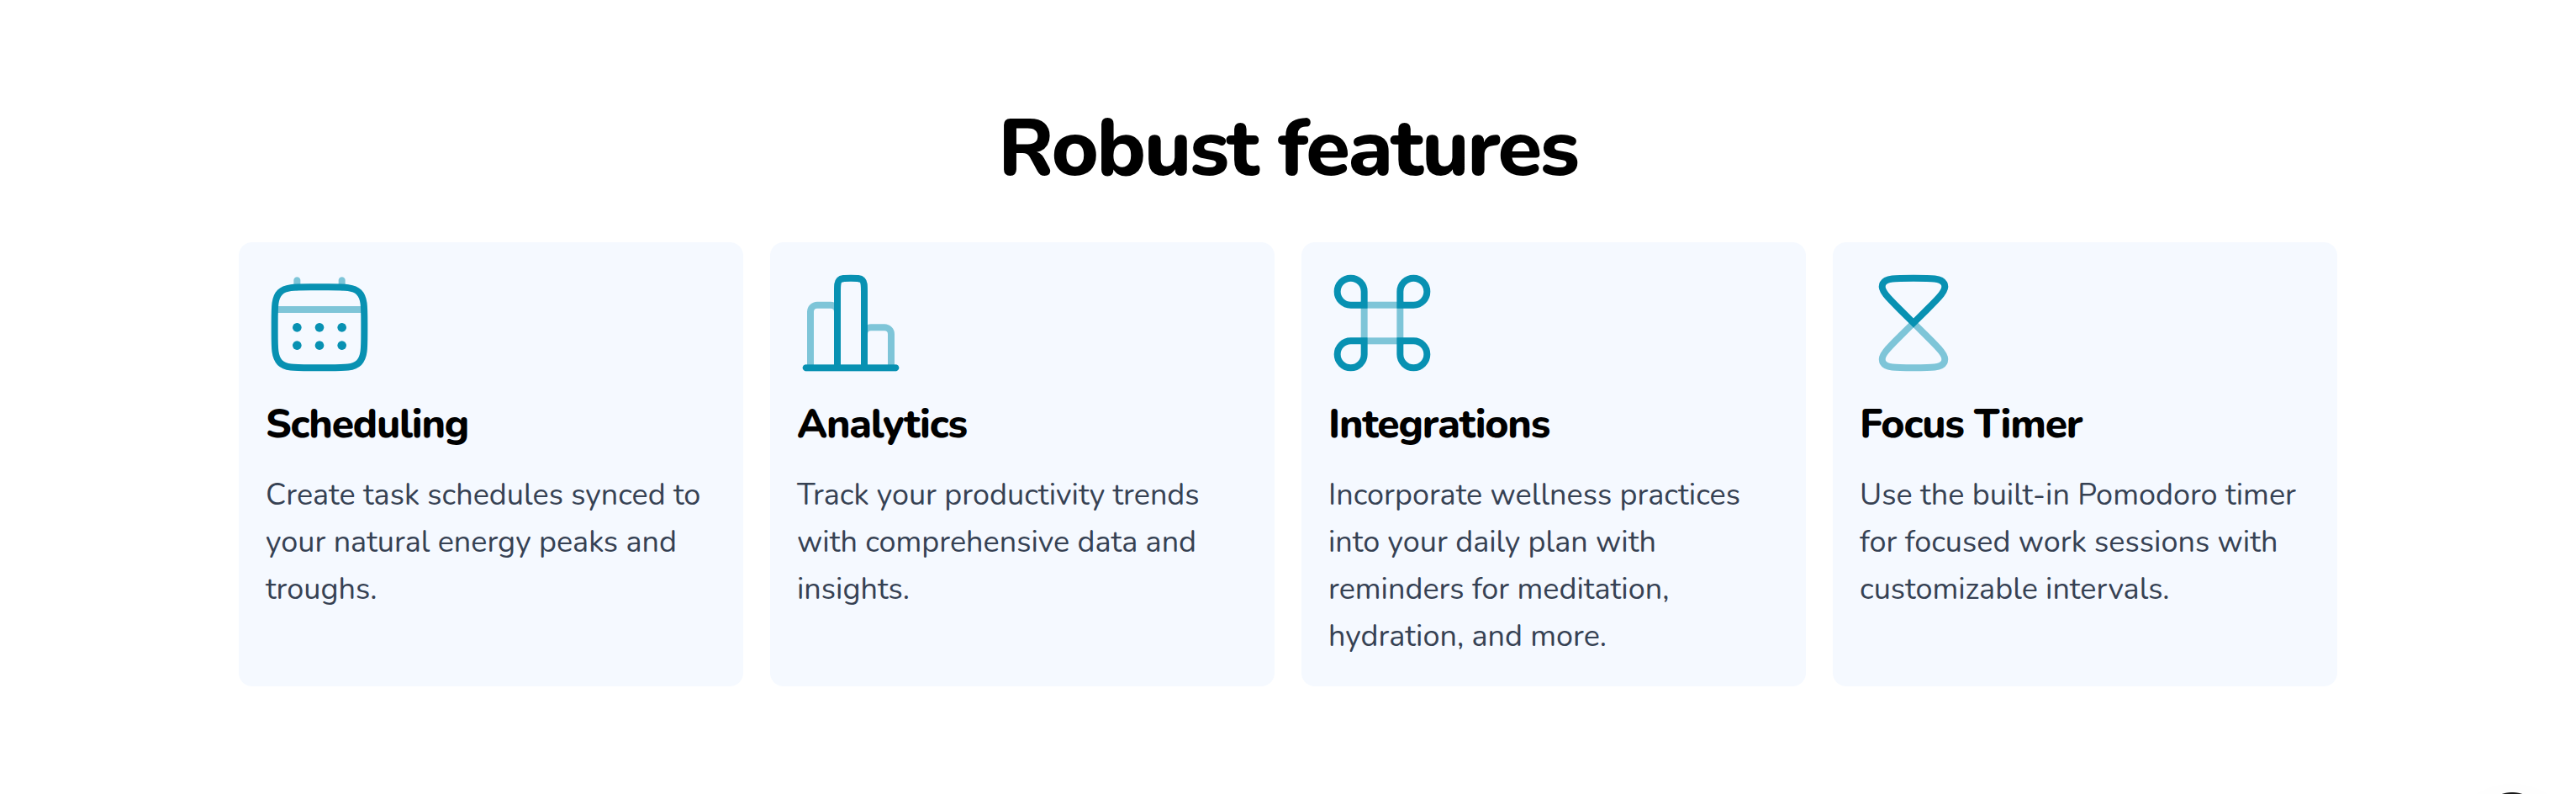 Robust features
Scheduling
Create task schedules synced to
your natural energy peaks and
troughs.
Analytics
Track your productivity trends
with comprehensive data and
insights.
Integrations
Incorporate wellness practices
into your daily plan with
reminders for meditation,
hydration, and more.
Focus Timer
Use the built-in Pomodoro timer
for focused work sessions with
customizable intervals.